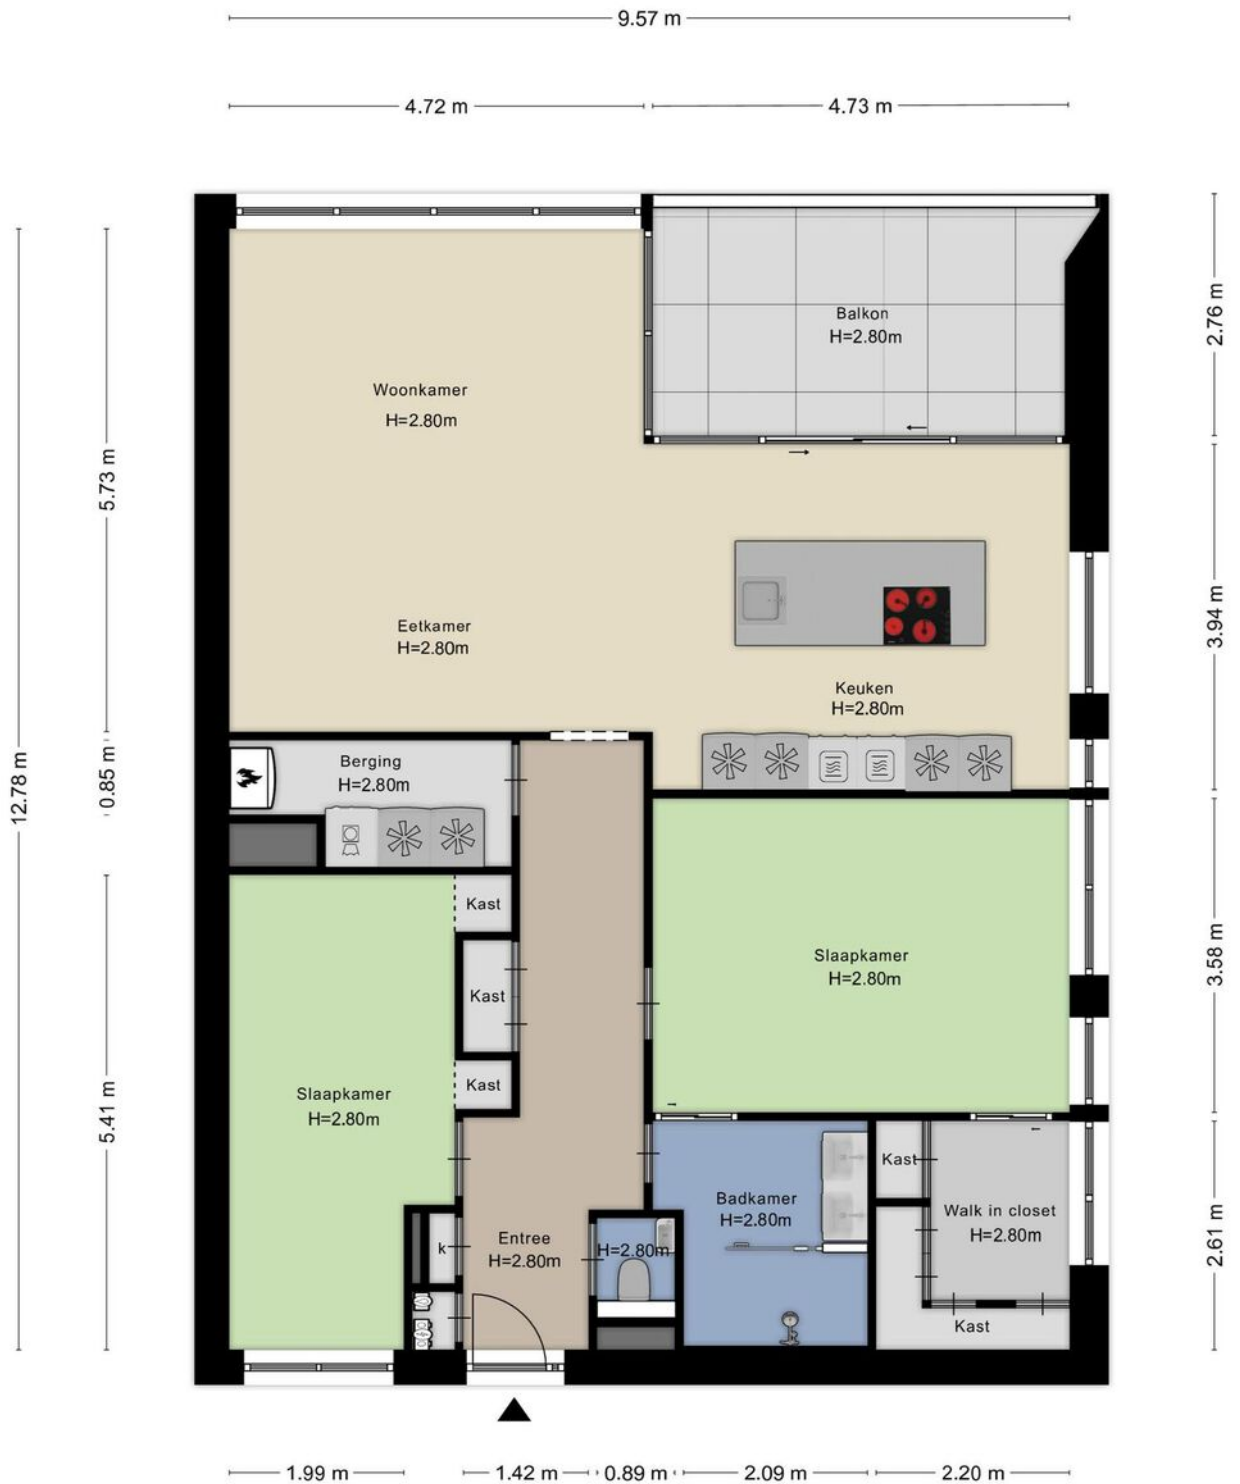 9.57 m
4.72 m
4.73 m
Balkon
H=2.80m
2.76 m
Woonkamer
H=2.80m
5.73 m
Eetkamer
H=2.80m
3.94 m
Keuken
H=2.80m
12.78 m
0.85 m
Berging
H=2.80m
Kast
Kast
Kast
Slaapkamer
H=2.80m
3.58 m
Slaapkamer
H=2.80m
5.41 m
Kast
Badkamer
H=2.80m
Walk in closet
H=2.80m
2.61 m
k
Entree
H=2.80m
H=2.80m
Kast
1.99 m
1.42 m
0.89 m
2.09 m
2.20 m